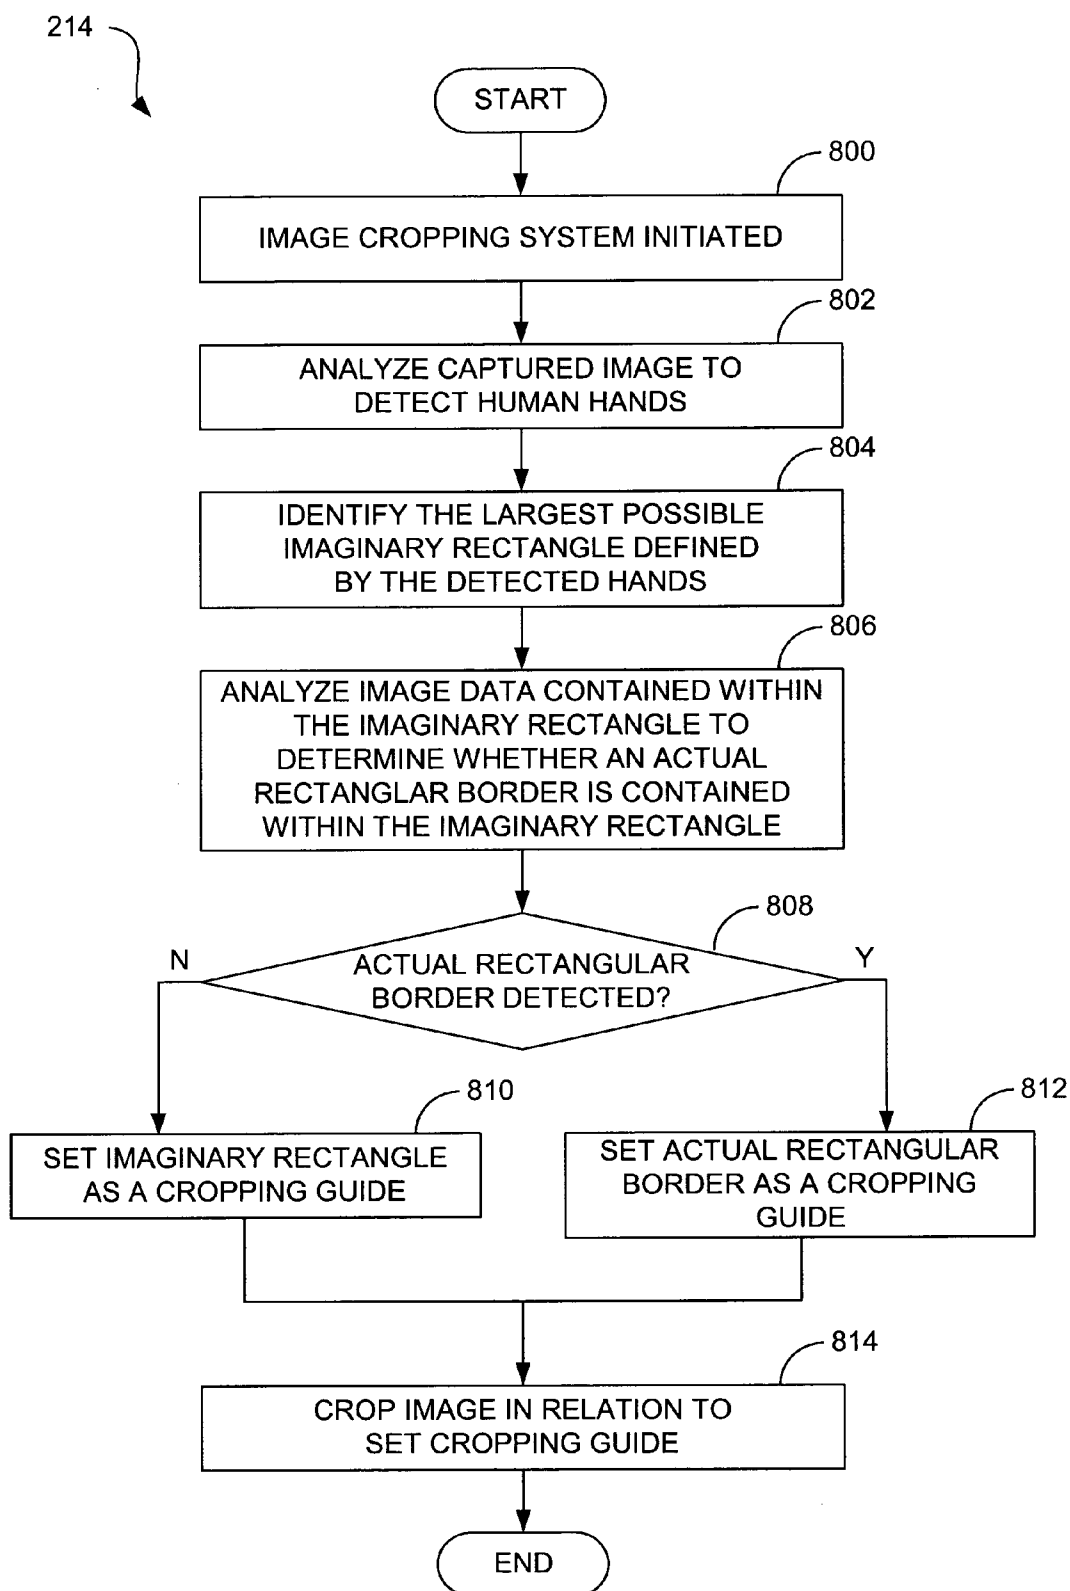 214
START
800
IMAGE CROPPING SYSTEM INITIATED
802
ANALYZE CAPTURED IMAGE TO
DETECT HUMAN HANDS
804
IDENTIFY THE LARGEST POSSIBLE
IMAGINARY RECTANGLE DEFINED
BY THE DETECTED HANDS
806
ANALYZE IMAGE DATA CONTAINED WITHIN
THE IMAGINARY RECTANGLE TO
DETERMINE WHETHER AN ACTUAL
RECTANGLAR BORDER IS CONTAINED
WITHIN THE IMAGINARY RECTANGLE
808
N
ACTUAL RECTANGULAR
BORDER DETECTED?
Y
810
SET IMAGINARY RECTANGLE
AS A CROPPING GUIDE
812
SET ACTUAL RECTANGULAR
BORDER AS A CROPPING
GUIDE
814
CROP IMAGE IN RELATION TO
SET CROPPING GUIDE
END